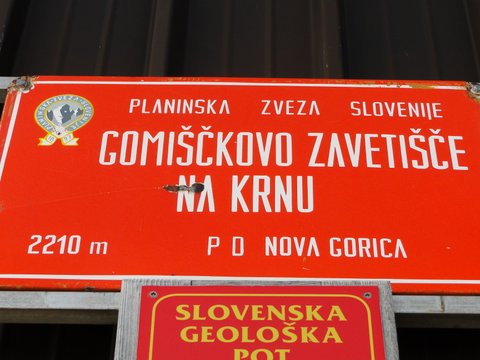 PLANINSKA ZVEZA SLOVENIJE
GOMIŠČKOVO ZAVETIŠČE
NA KRNU
2210 m P D NOVA GORICA
SLOVENSKA
GEOLOŠKA
POT